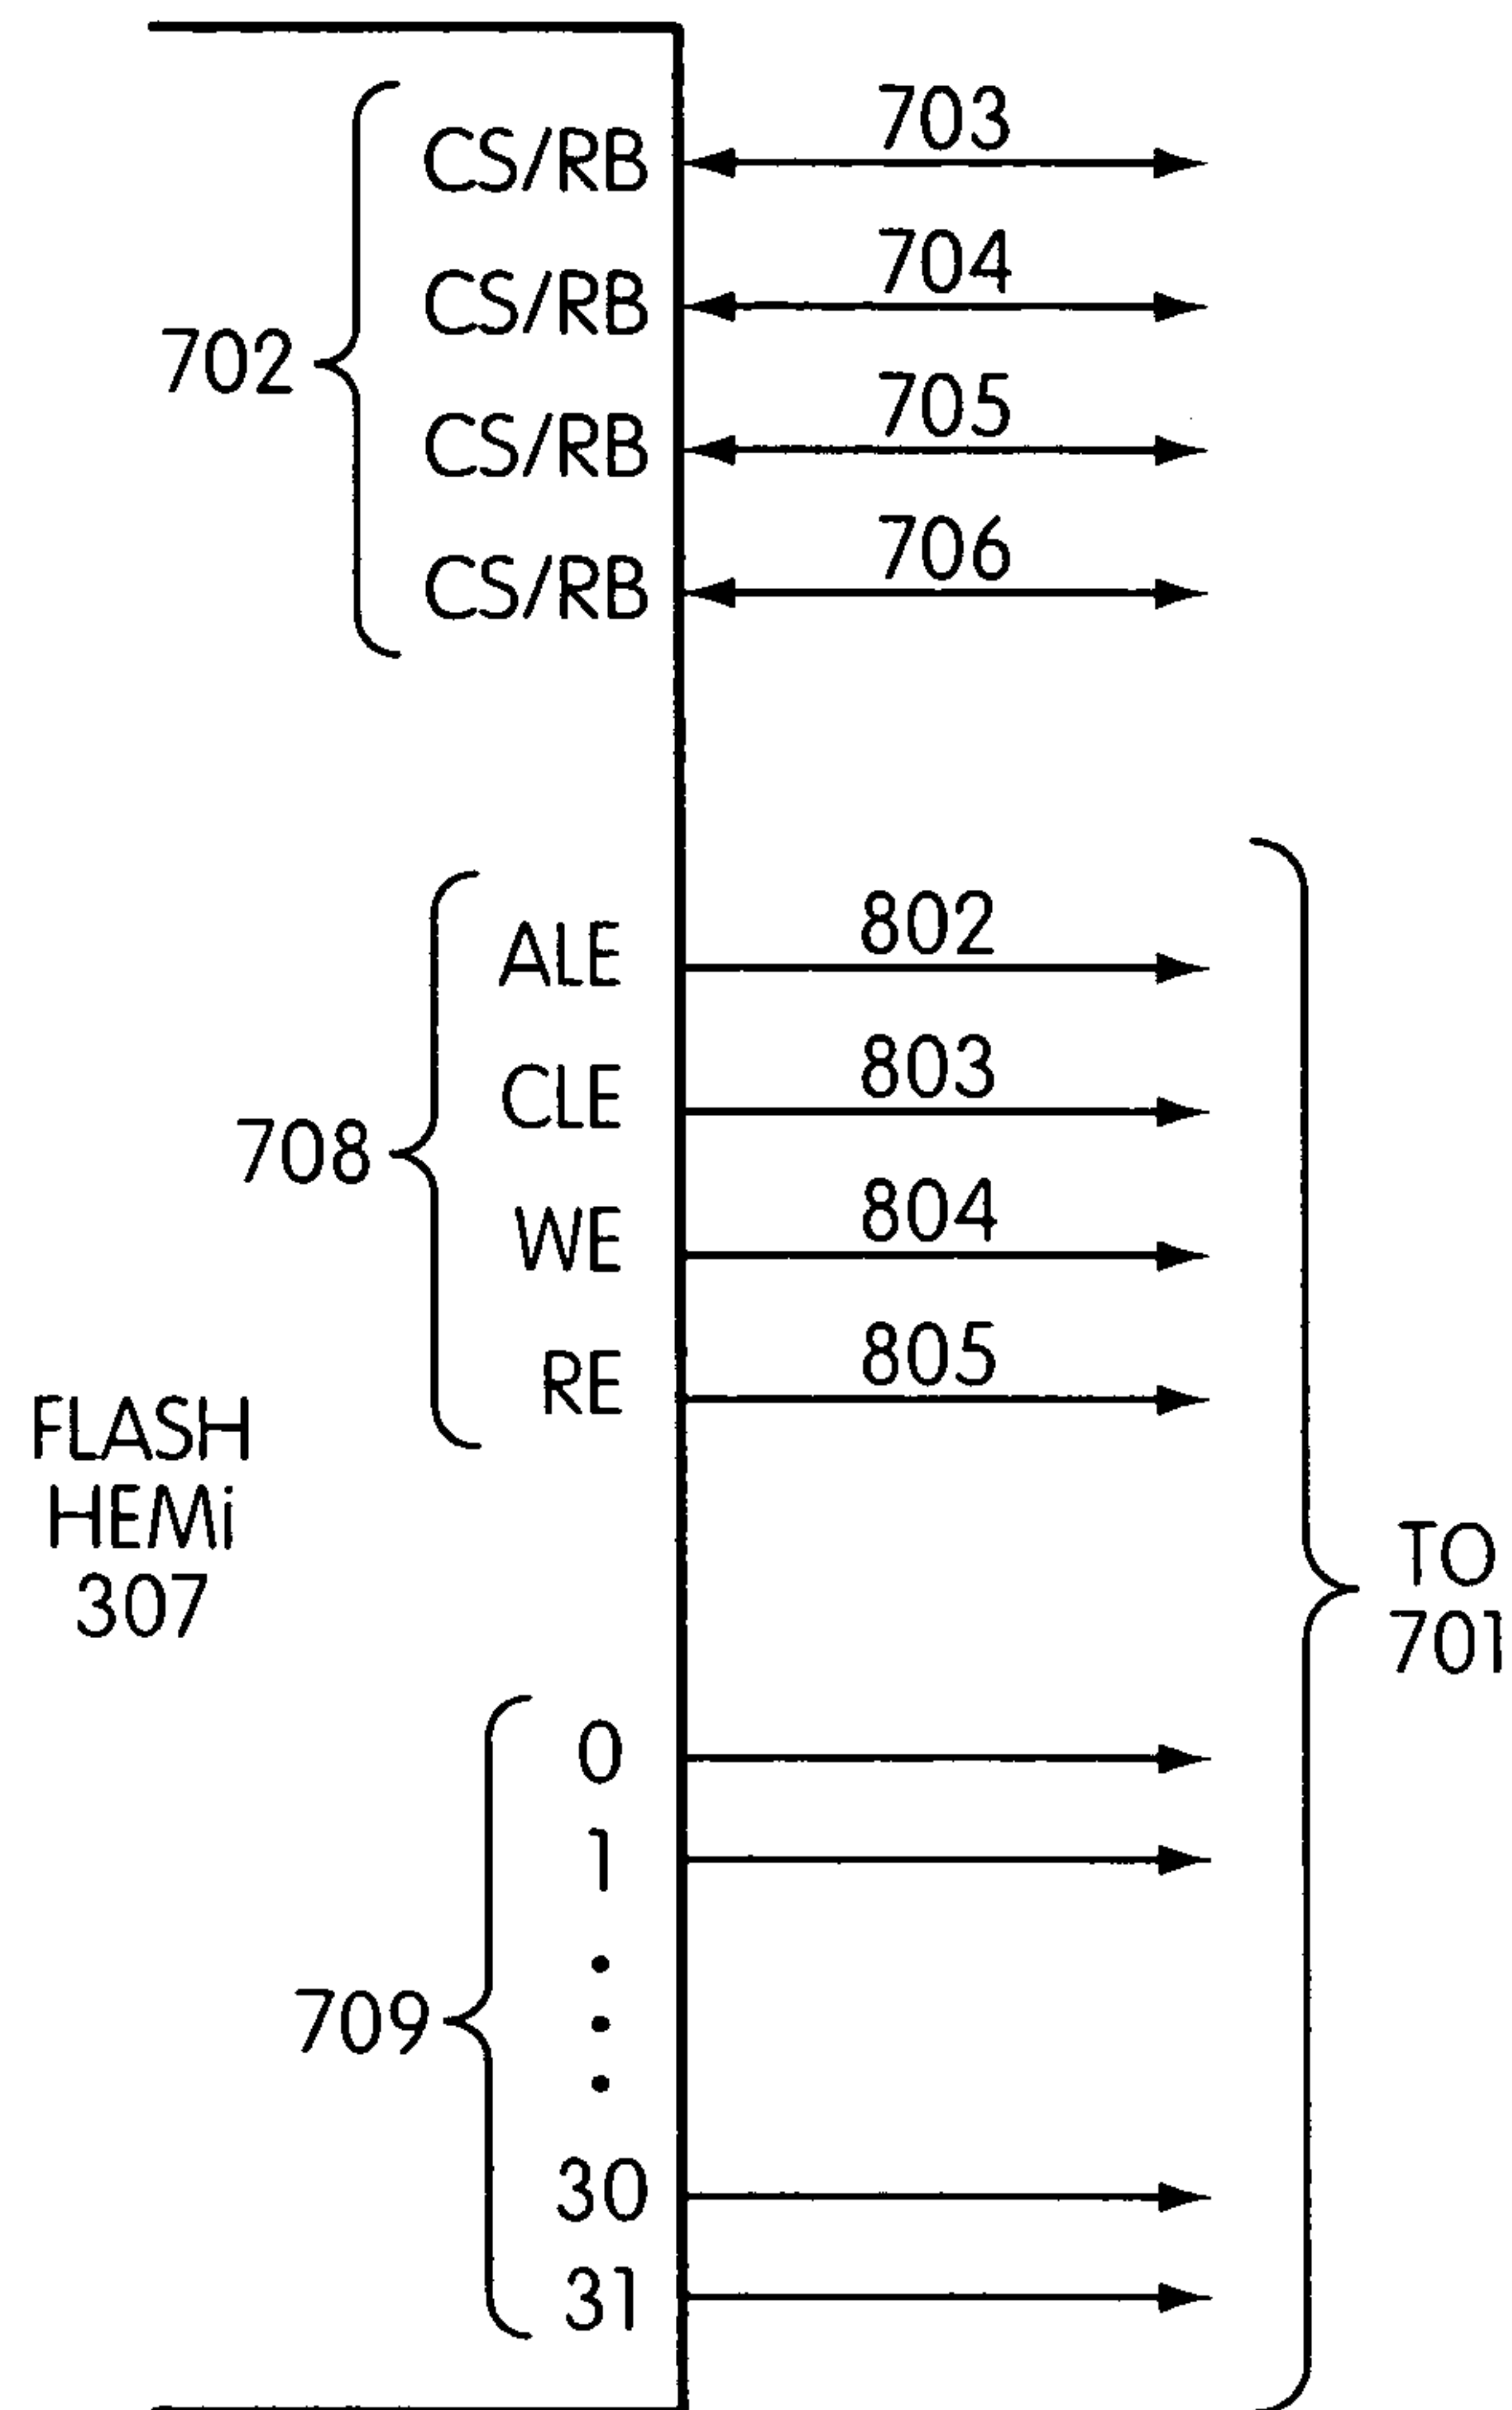 CS/RB 703
CS/RB 704
702
CS/RB 705
CS/RB 706
ALE 802
CLE 803
708
WE 804
RE 805
FLASH
HEMi
307
TO
701
0
1
709
30
31